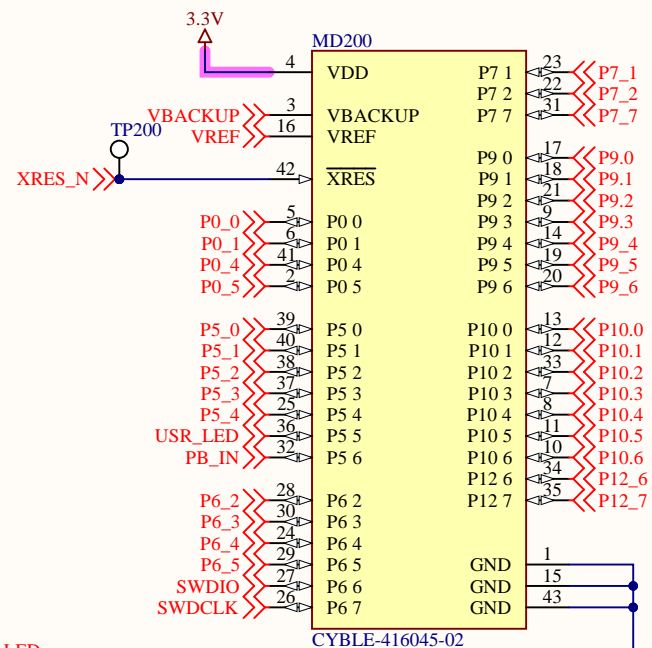 3.3V
MD200
4 VDD P7 1 23 P7_1
P7 2 22 P7_2
VBACKUP 3 VBACKUP P7 7 31 P7_7
VREF 16 VREF
TP200
P9 0 17 P9.0
XRES_N 42 XRES P9 1 18 P9.1
P9 2 21 P9.2
P0_0 5 P0 0 P9 3 9 P9.3
P0_1 6 P0 1 P9 4 14 P9_4
P0_4 41 P0 4 P9 5 19 P9_5
P0_5 2 P0 5 P9 6 20 P9_6
P5_0 39 P5 0 P10 0 13 P10.0
P5_1 40 P5 1 P10 1 12 P10.1
P5_2 38 P5 2 P10 2 33 P10.2
P5_3 37 P5 3 P10 3 7 P10.3
P5_4 25 P5 4 P10 4 8 P10.4
USR_LED 36 P5 5 P10 5 11 P10.5
PB_IN 32 P5 6 P10 6 10 P10.6
P12 6 34 P12_6
P6_2 28 P6 2 P12 7 35 P12_7
P6_3 30 P6 3
P6_4 24 P6 4
P6_5 29 P6 5 GND 1
SWDIO 27 P6 6 GND 15
SWDCLK 26 P6 7 GND 43
CYBLE-416045-02